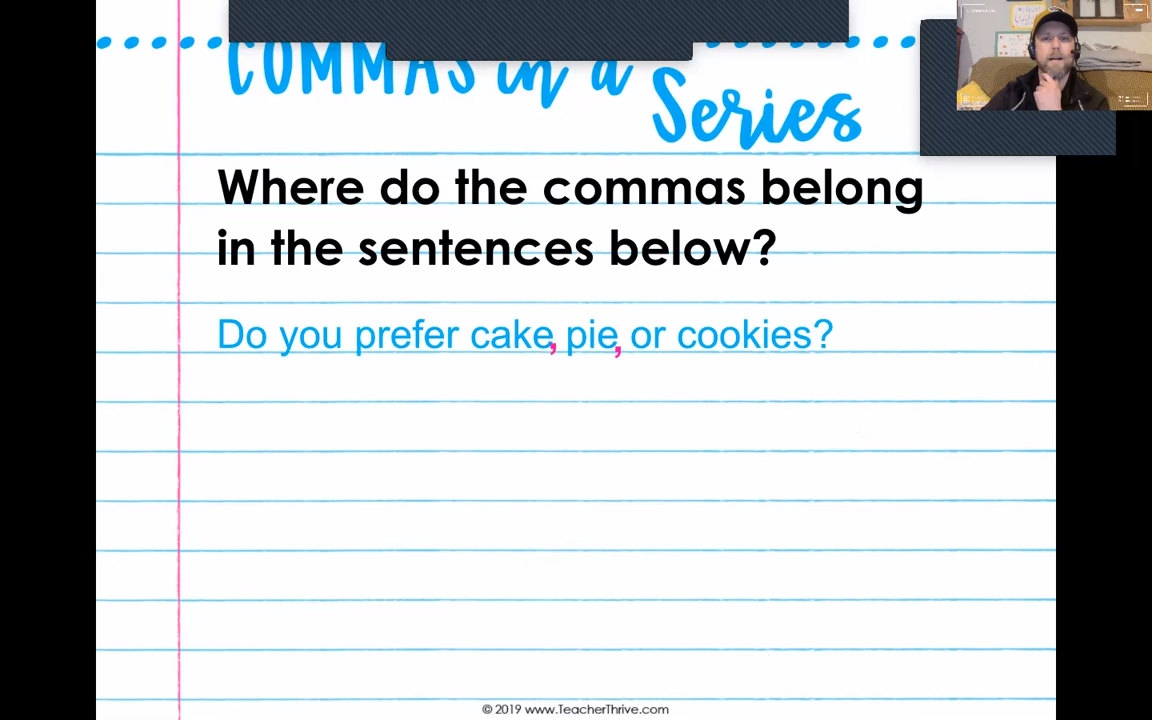 COMMAS in a
Series
Where do the commas belong
in the sentences below?
Do you prefer cake, pie, or cookies?
© 2019 www.TeacherThrive.com